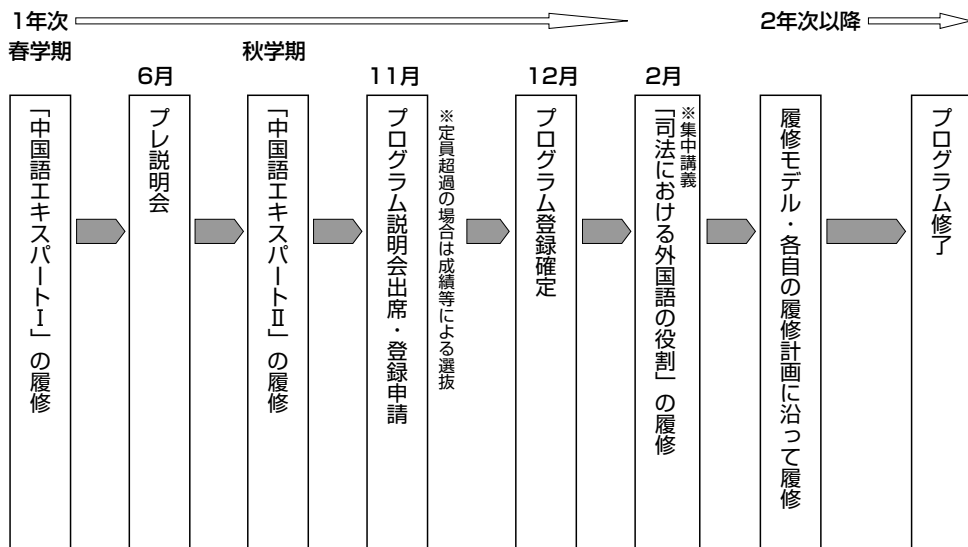 1年次
2年次以降
春学期
秋学期
6月
11月
12月
2月
「中国語エキスパートⅠ」の履修
プレ説明会
「中国語エキスパートⅡ」の履修
プログラム説明会出席・登録申請
※定員超過の場合は成績等による選抜
プログラム登録確定
※集中講義
「司法における外国語の役割」の履修
履修モデル・各自の履修計画に沿って履修
プログラム修了